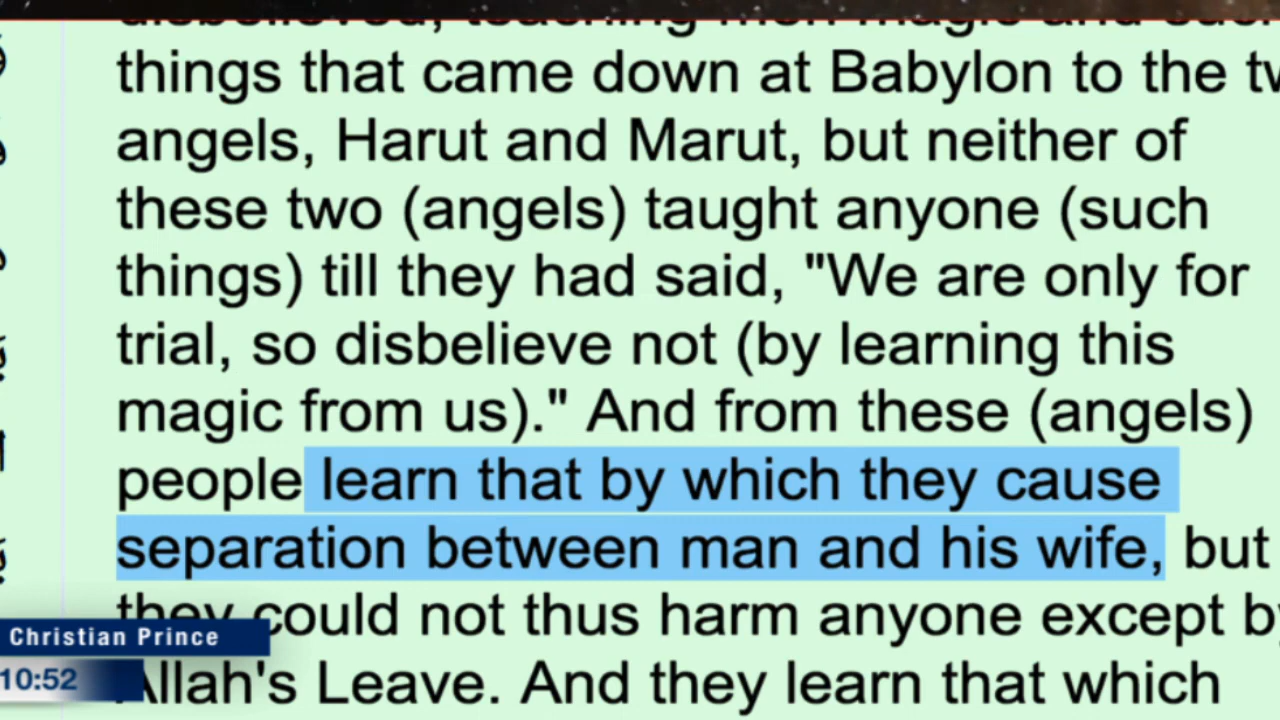 things that came down at Babylon to the
angels, Harut and Marut, but neither of
these two (angels) taught anyone (such
things) till they had said, "We are only for
trial, so disbelieve not (by learning this
magic from us)." And from these (angels)
people learn that by which they cause
separation between man and his wife, but
they could not thus harm anyone except by
Allah's Leave. And they learn that which
Christian Prince
10:52